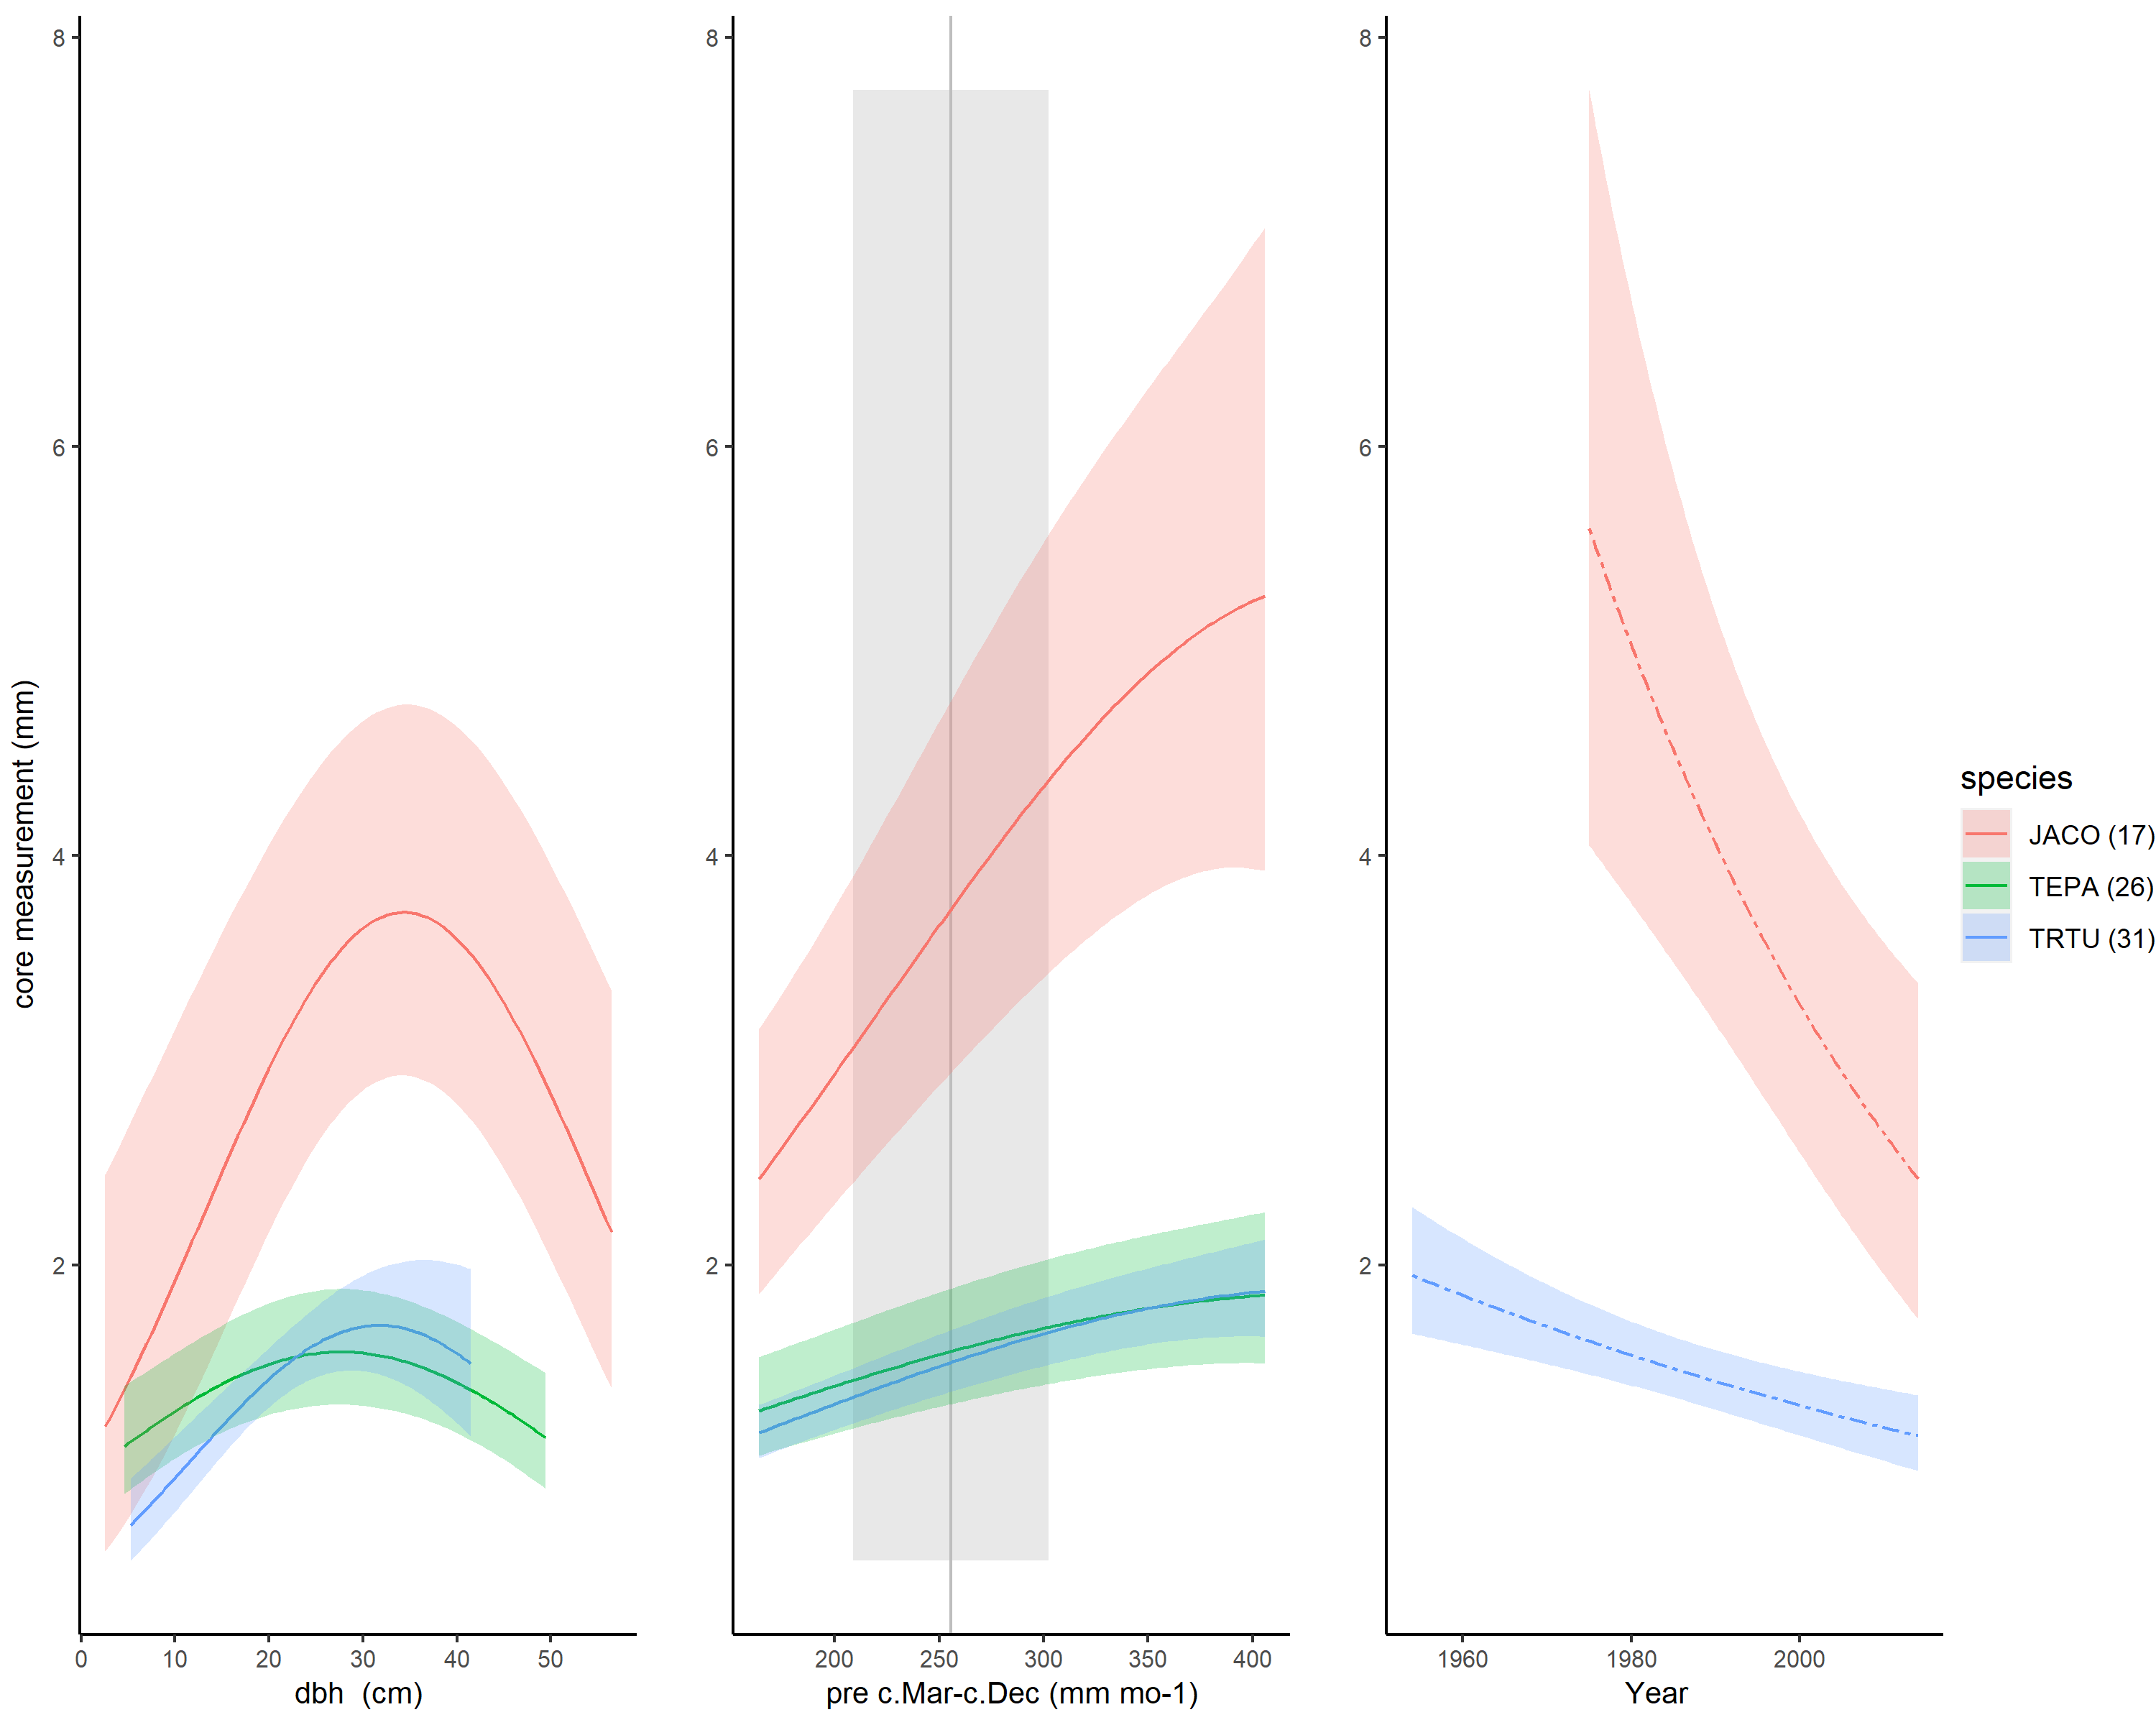 core measurement (mm)
8
6
4
2
0 10 20 30 40 50
dbh  (cm)
8
6
4
2
200 250 300 350 400
pre c.Mar-c.Dec (mm mo-1)
8
6
4
2
1960 1980 2000
Year
species
JACO (17)
TEPA (26)
TRTU (31)